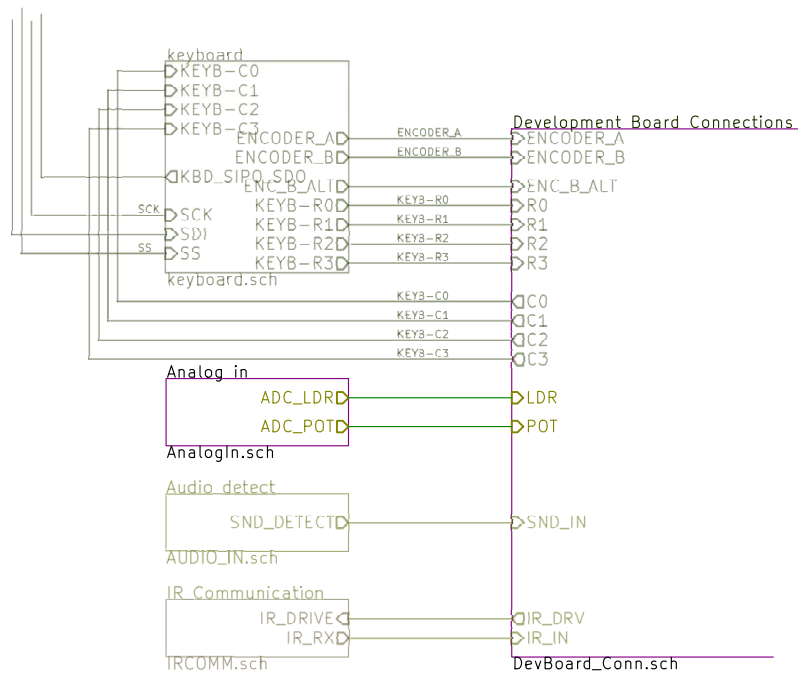 keyboard
KEYB-C0
KEYB-C1
KEYB-C2
KEYB-C3
ENCODER_A
ENCODER_B
KBD_SIPO_SDO
ENC_B_ALT
KEYB-R0
SCK
SCK
KEYB-R1
SDI
KEYB-R2
SS
SS
KEYB-R3
keyboard.sch
ENCODER_A
ENCODER_B
KEYB-R0
KEYB-R1
KEYB-R2
KEYB-R3
KEYB-C0
KEYB-C1
KEYB-C2
KEYB-C3
Development Board Connections
ENCODER_A
ENCODER_B
ENC_B_ALT
R0
R1
R2
R3
C0
C1
C2
C3
Analog in
ADC_LDR
LDR
ADC_POT
POT
AnalogIn.sch
Audio detect
SND_DETECT
SND_IN
AUDIO_IN.sch
IR Communication
IR_DRIVE
IR_DRV
IR_RX
IR_IN
IRCOMM.sch
DevBoard_Conn.sch